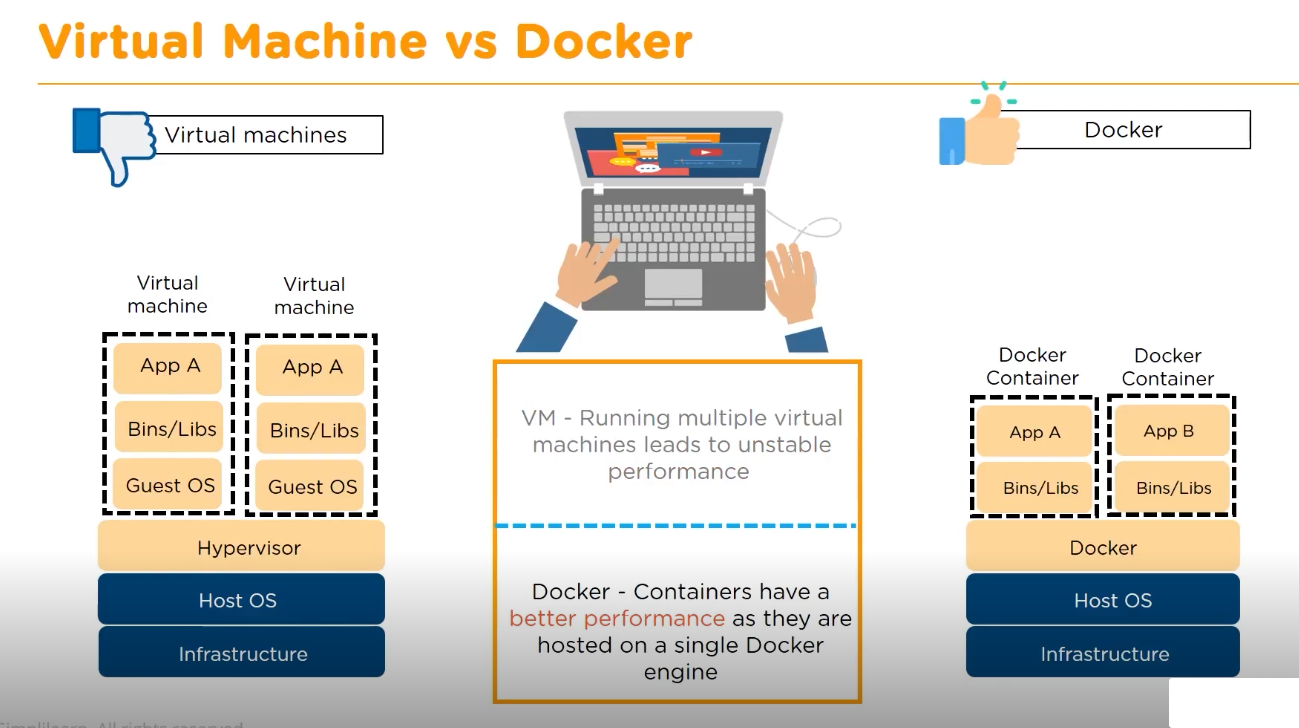 Virtual Machine vs Docker
Virtual machines
Docker
Virtual
machine
Virtual
machine
App A
Bins/Libs
Guest OS
App A
Bins/Libs
Guest OS
Hypervisor
Host OS
Infrastructure
VM - Running multiple virtual
machines leads to unstable
performance
Docker - Containers have a
better performance as they are
hosted on a single Docker
engine
Docker
Container
Docker
Container
App A
Bins/Libs
App B
Bins/Libs
Docker
Host OS
Infrastructure